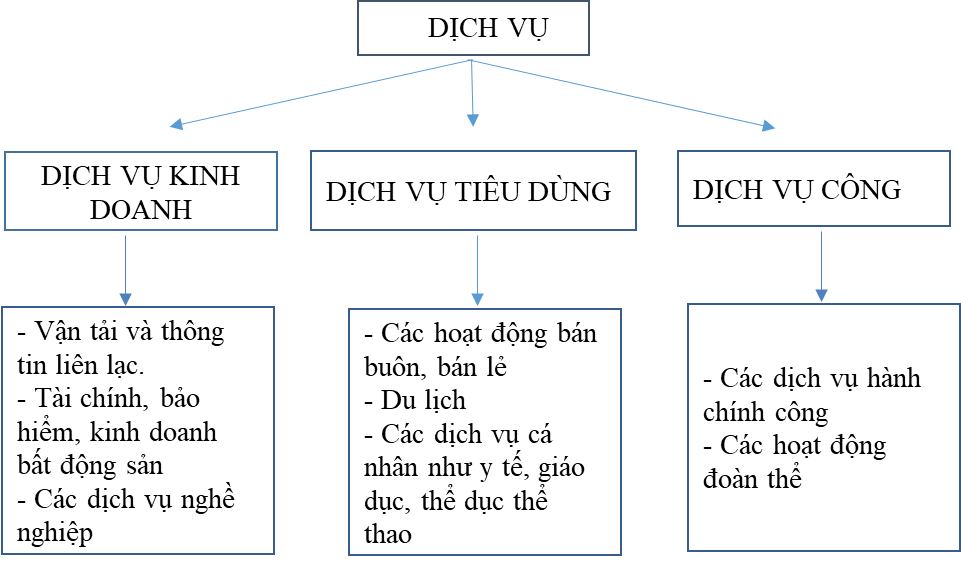 DỊCH VỤ
DỊCH VỤ KINH
DOANH
DỊCH VỤ TIÊU DÙNG
DỊCH VỤ CÔNG
- Vận tải và thông
tin liên lạc.
- Tài chính, bảo
hiểm, kinh doanh
bất động sản
- Các dịch vụ nghề
nghiệp
- Các hoạt động bán
buôn, bán lẻ
- Du lịch
- Các dịch vụ cá
nhân như y tế, giáo
dục, thể dục thể
thao
- Các dịch vụ hành
chính công
- Các hoạt động
đoàn thể